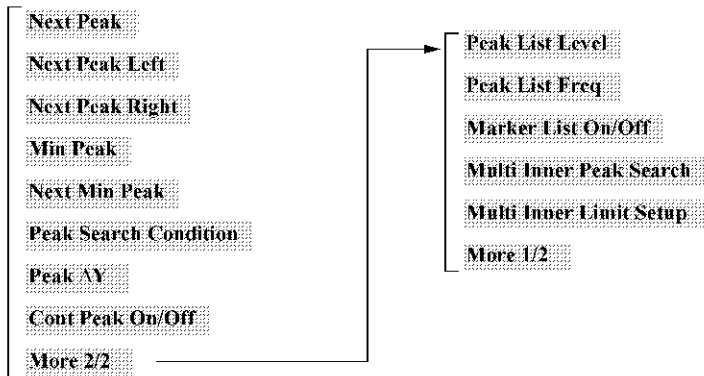 Next Peak
Next Peak Left
Next Peak Right
Min Peak
Next Min Peak
Peak Search Condition
Peak ΔY
Cont Peak On/Off
More 2/2
Peak List Level
Peak List Freq
Marker List On/Off
Multi Inner Peak Search
Multi Inner Limit Setup
More 1/2